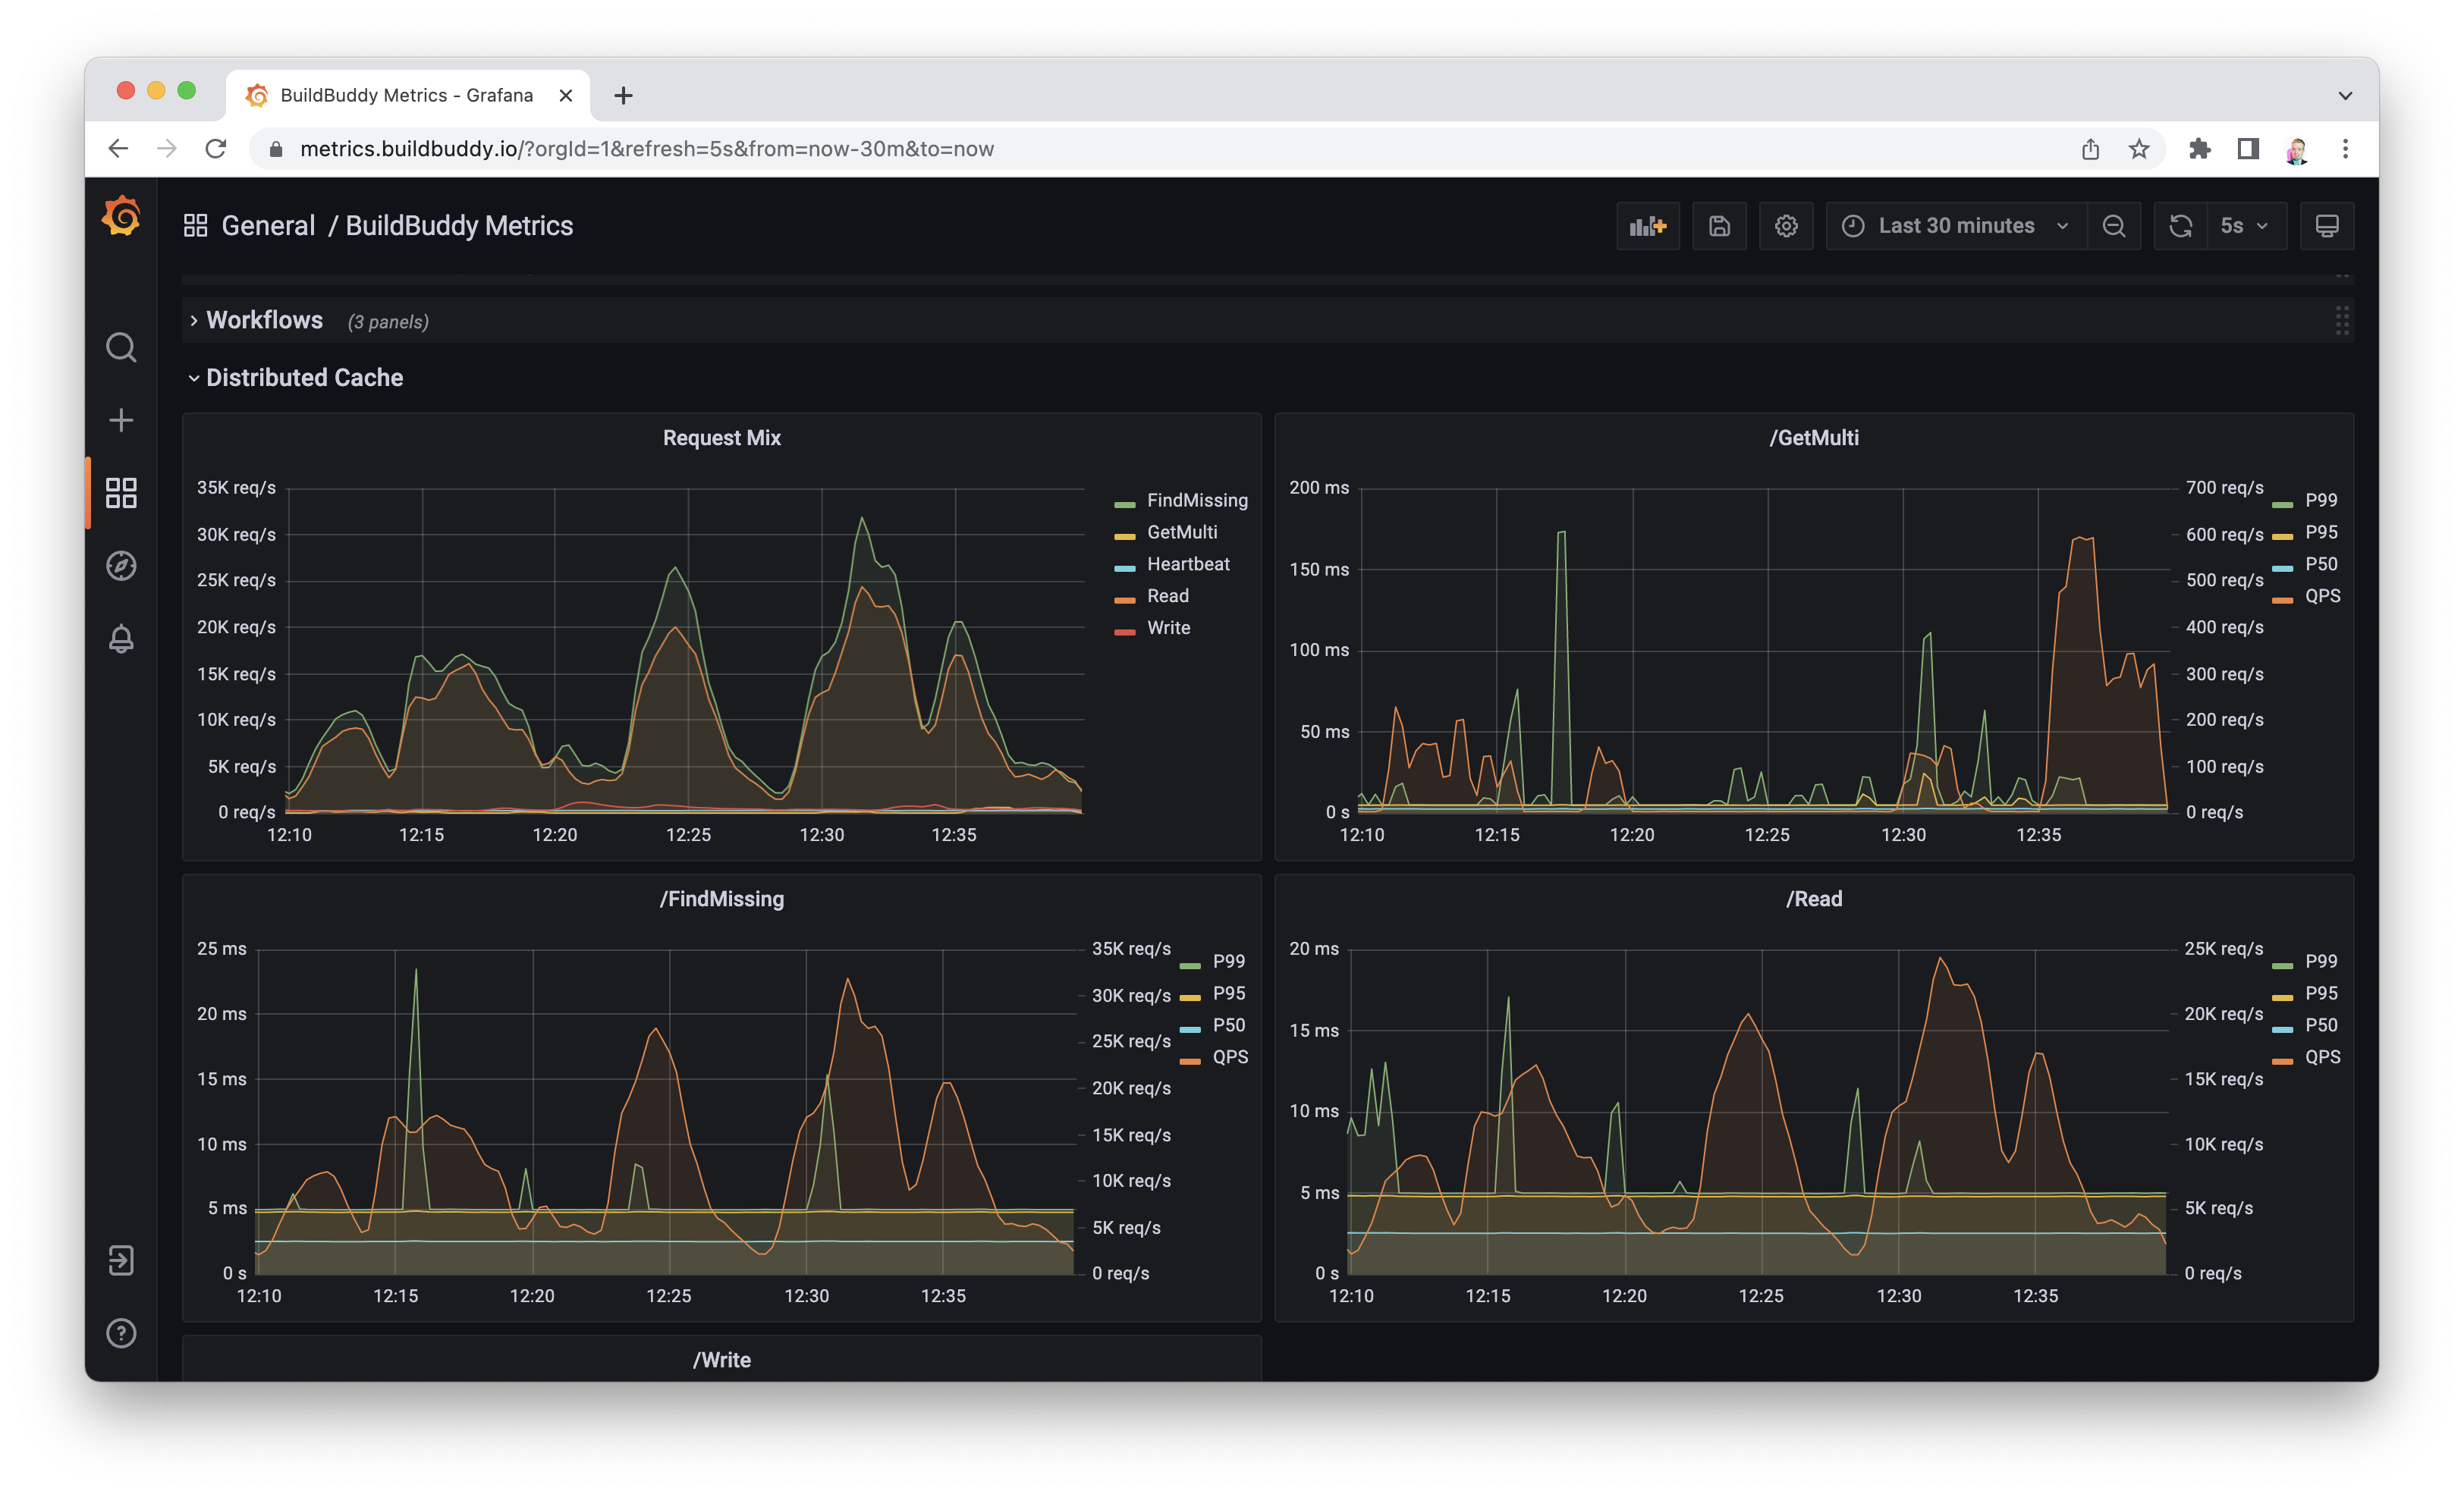 BuildBuddy Metrics - Grafana
metrics.buildbuddy.io/?orgId=1&refresh=5s&from=now-30m&to=now
General / BuildBuddy Metrics
Last 30 minutes
5s
Workflows (3 panels)
Distributed Cache
Request Mix
35K req/s
30K req/s
25K req/s
20K req/s
15K req/s
10K req/s
5K req/s
0 req/s
12:10 12:15 12:20 12:25 12:30 12:35
FindMissing
GetMulti
Heartbeat
Read
Write
/GetMulti
200 ms
150 ms
100 ms
50 ms
0 s
12:10 12:15 12:20 12:25 12:30 12:35
700 req/s
600 req/s
500 req/s
400 req/s
300 req/s
200 req/s
100 req/s
0 req/s
P99
P95
P50
QPS
/FindMissing
25 ms
20 ms
15 ms
10 ms
5 ms
0 s
12:10 12:15 12:20 12:25 12:30 12:35
35K req/s
30K req/s
25K req/s
20K req/s
15K req/s
10K req/s
5K req/s
0 req/s
P99
P95
P50
QPS
/Read
20 ms
15 ms
10 ms
5 ms
0 s
12:10 12:15 12:20 12:25 12:30 12:35
25K req/s
20K req/s
15K req/s
10K req/s
5K req/s
0 req/s
P99
P95
P50
QPS
/Write